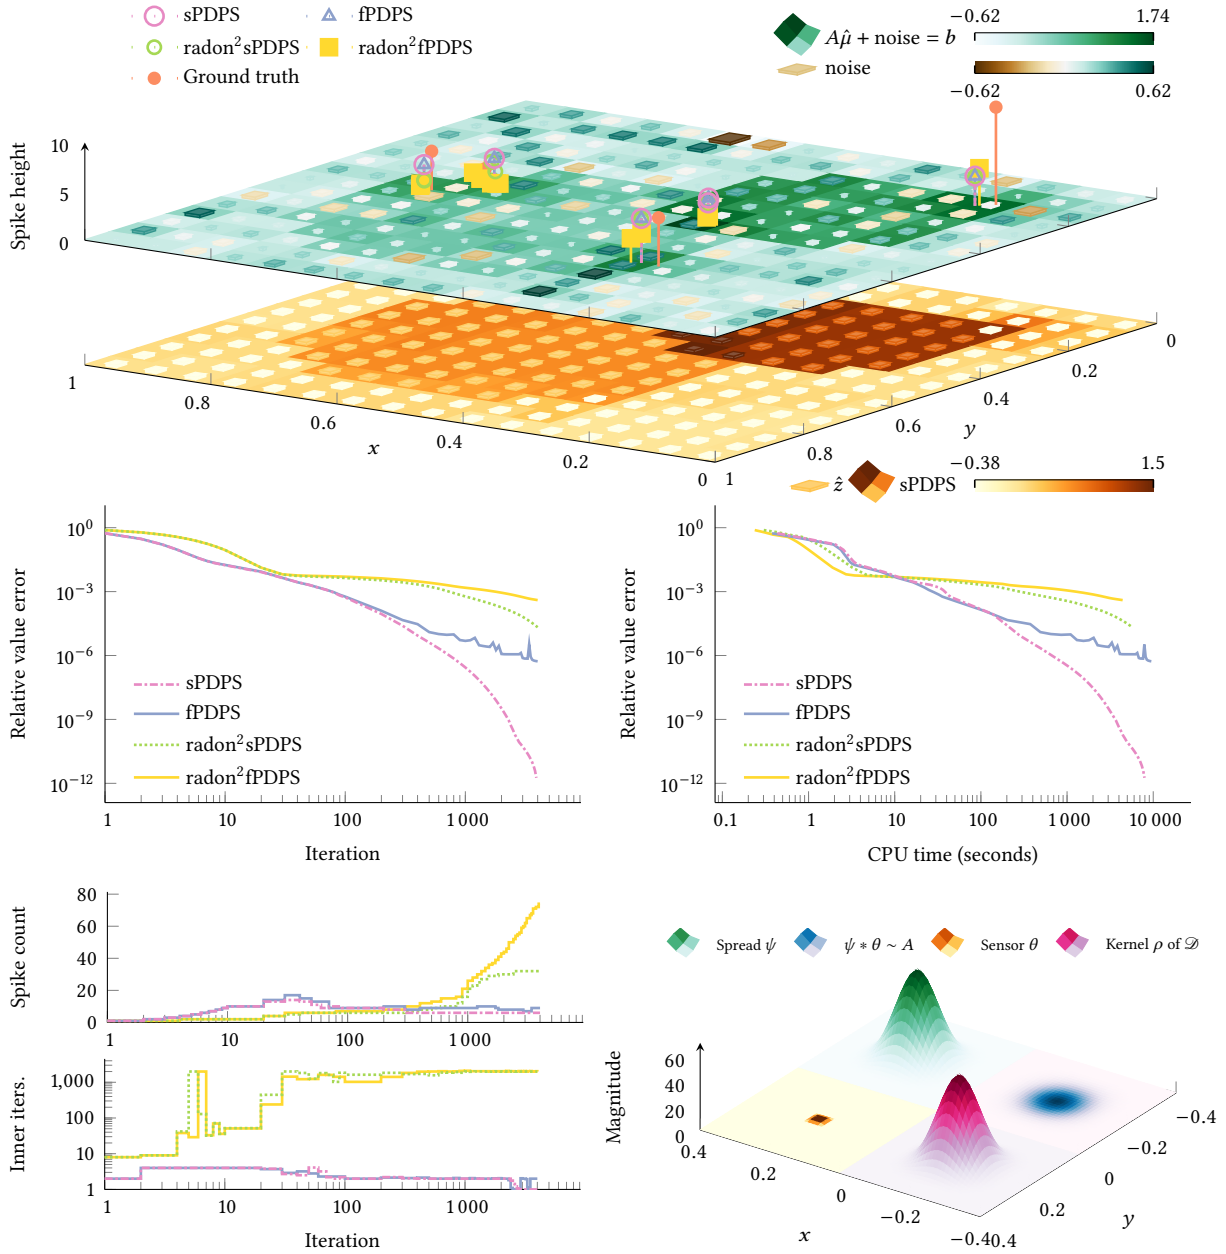 sPDPS
fPDPS
radon²sPDPS
radon²fPDPS
Ground truth
Aμ̂ + noise = b
−0.62 1.74
noise
−0.62 0.62
Spike height
10
5
0
1
0.8
0.6
0.4
0.2
0
x
1
0.8
0.6
0.4
0.2
0
y
ẑ
sPDPS
−0.38 1.5
Relative value error
10⁰
10⁻³
10⁻⁶
10⁻⁹
10⁻¹²
sPDPS
fPDPS
radon²sPDPS
radon²fPDPS
1 10 100 1 000
Iteration
Relative value error
10⁰
10⁻³
10⁻⁶
10⁻⁹
10⁻¹²
sPDPS
fPDPS
radon²sPDPS
radon²fPDPS
0.1 1 10 100 1 000 10 000
CPU time (seconds)
Spike count
80
60
40
20
0
1 10 100 1 000
Inner iters.
1,000
100
10
1
1 10 100 1 000
Iteration
Spread ψ
ψ ∗ θ ∼ A
Sensor θ
Kernel ρ of 𝒟
Magnitude
60
40
20
0
0.4
0.2
0
−0.2
−0.4
x
0.4
0.2
0
−0.2
−0.4
y